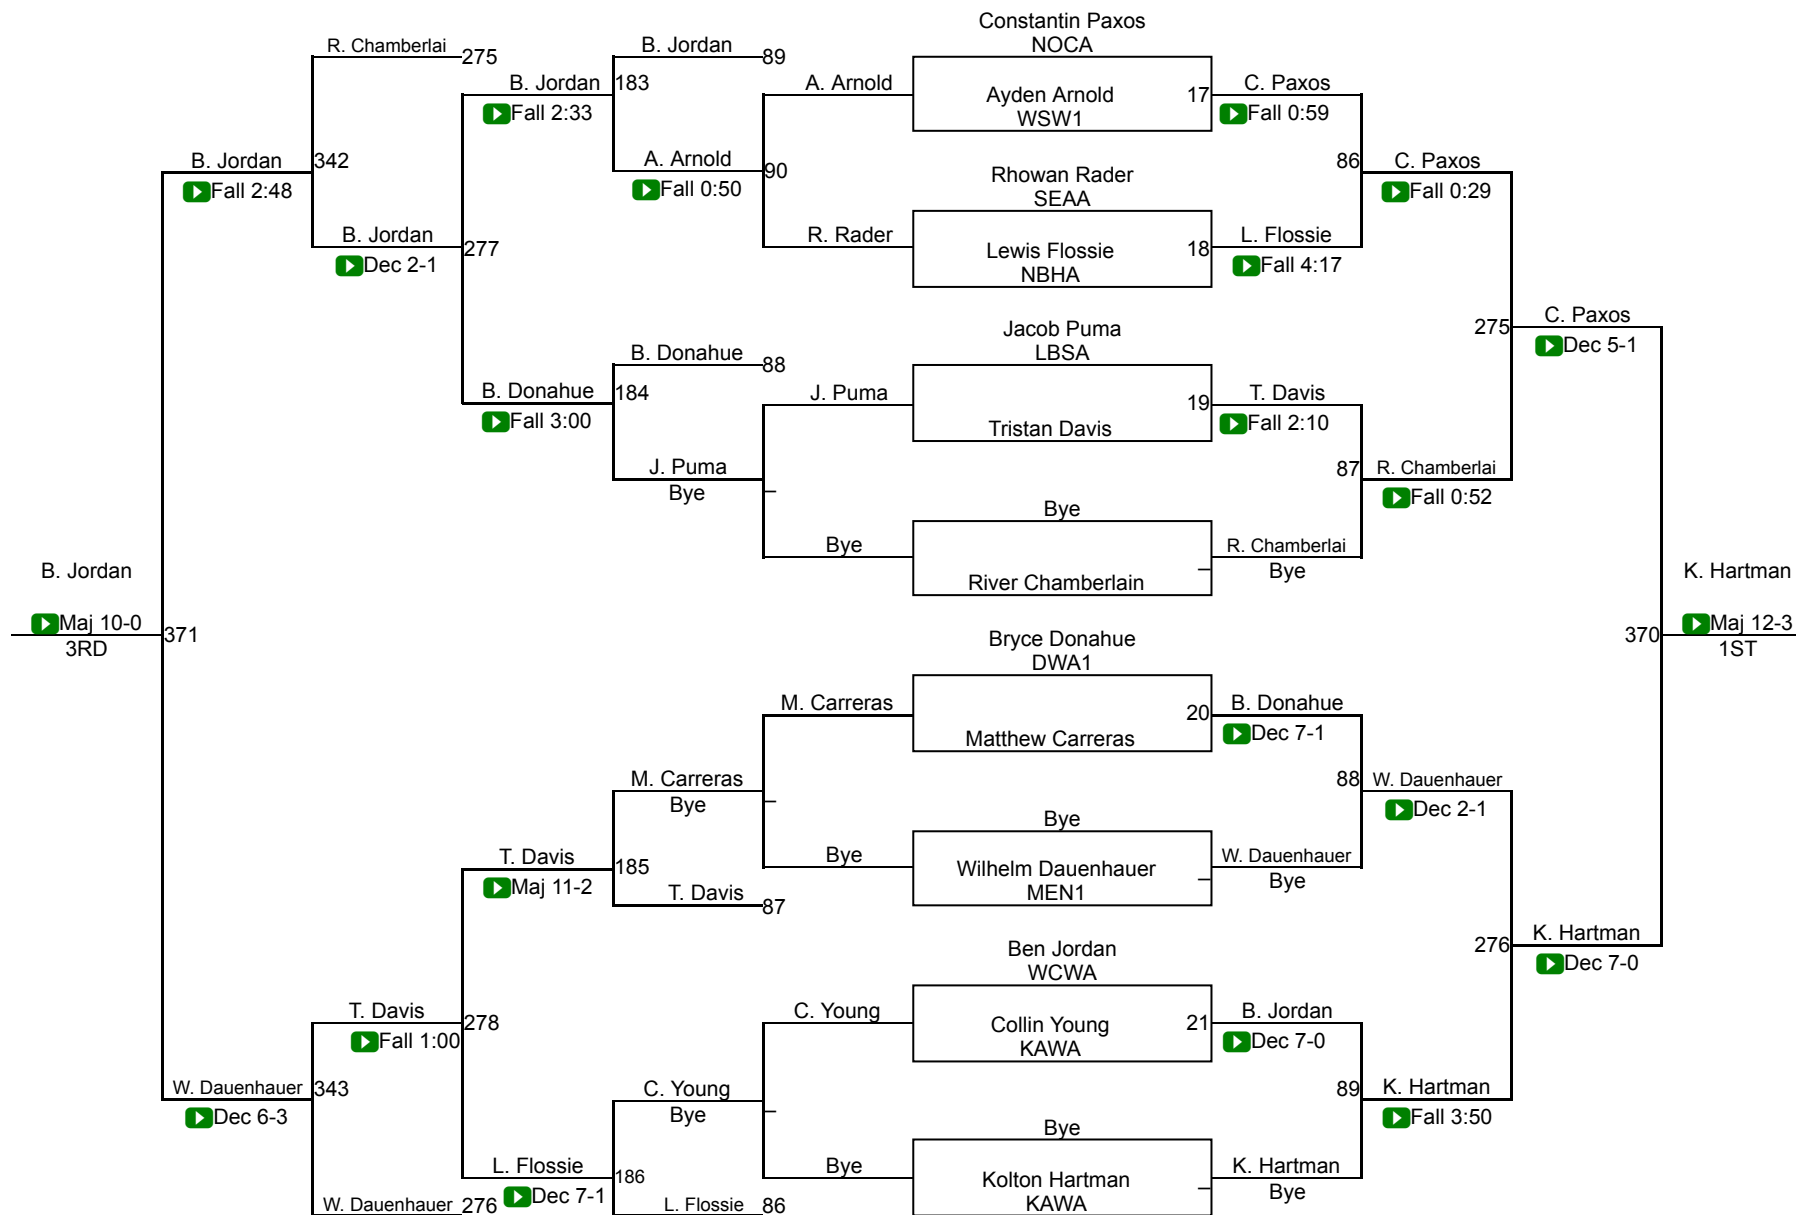 Constantin Paxos
NOCA
R. Chamberlai
275
B. Jordan
89
B. Jordan
183
Fall 2:33
A. Arnold
Ayden Arnold
WSW1
17
C. Paxos
Fall 0:59
B. Jordan
342
Fall 2:48
A. Arnold
90
Fall 0:50
Rhowan Rader
SEAA
86
C. Paxos
Fall 0:29
B. Jordan
277
Dec 2-1
R. Rader
Lewis Flossie
NBHA
18
L. Flossie
Fall 4:17
Jacob Puma
LBSA
275
C. Paxos
Dec 5-1
B. Donahue
88
B. Donahue
184
Fall 3:00
J. Puma
Tristan Davis
19
T. Davis
Fall 2:10
J. Puma
Bye
87
R. Chamberlai
Fall 0:52
Bye
Bye
River Chamberlain
R. Chamberlai
Bye
B. Jordan
Maj 10-0
3RD
371
K. Hartman
370
Maj 12-3
1ST
Bryce Donahue
DWA1
M. Carreras
Matthew Carreras
20
B. Donahue
Dec 7-1
M. Carreras
Bye
88
W. Dauenhauer
Dec 2-1
Bye
T. Davis
185
Maj 11-2
Bye
Wilhelm Dauenhauer
MEN1
W. Dauenhauer
Bye
T. Davis
87
Ben Jordan
WCWA
276
K. Hartman
Dec 7-0
T. Davis
278
Fall 1:00
C. Young
Collin Young
KAWA
21
B. Jordan
Dec 7-0
W. Dauenhauer
343
Dec 6-3
C. Young
Bye
89
K. Hartman
Fall 3:50
Bye
L. Flossie
186
Dec 7-1
Bye
Kolton Hartman
KAWA
K. Hartman
Bye
W. Dauenhauer
276
L. Flossie
86